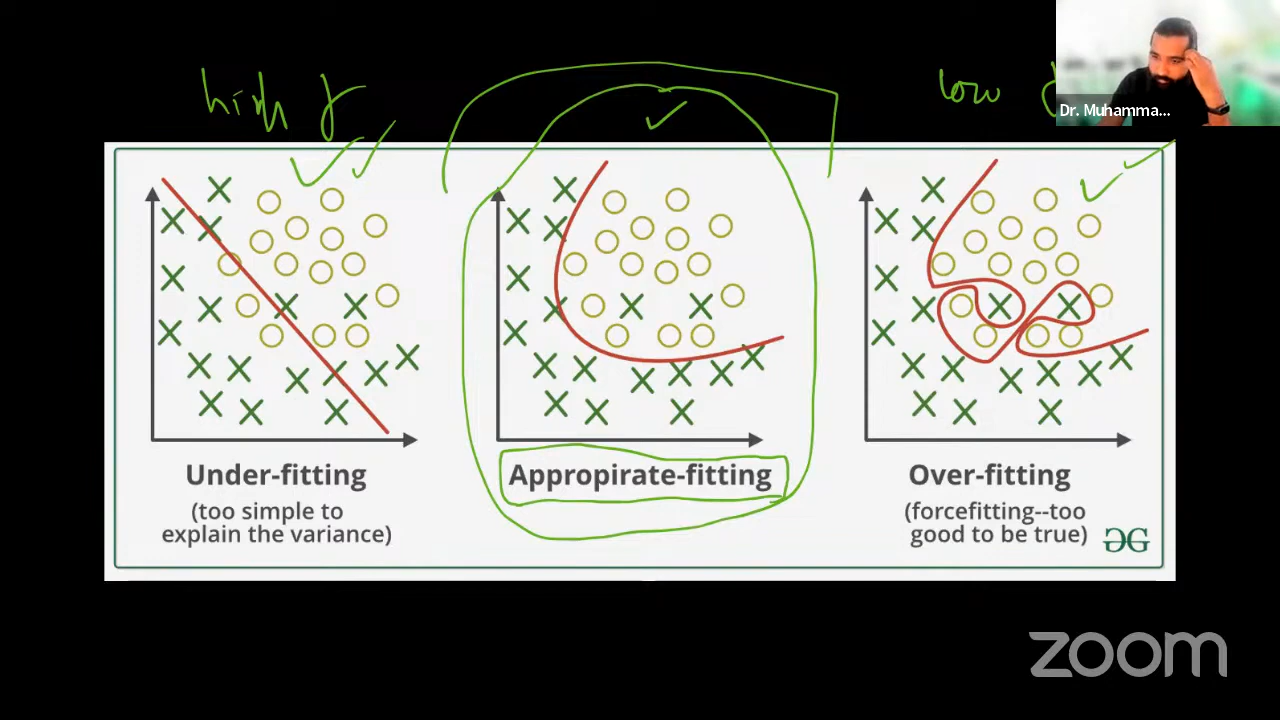 high
low
Dr. Muhamma...
Under-fitting
(too simple to
explain the variance)
Appropirate-fitting
Over-fitting
(forcefitting--too
good to be true)
zoom